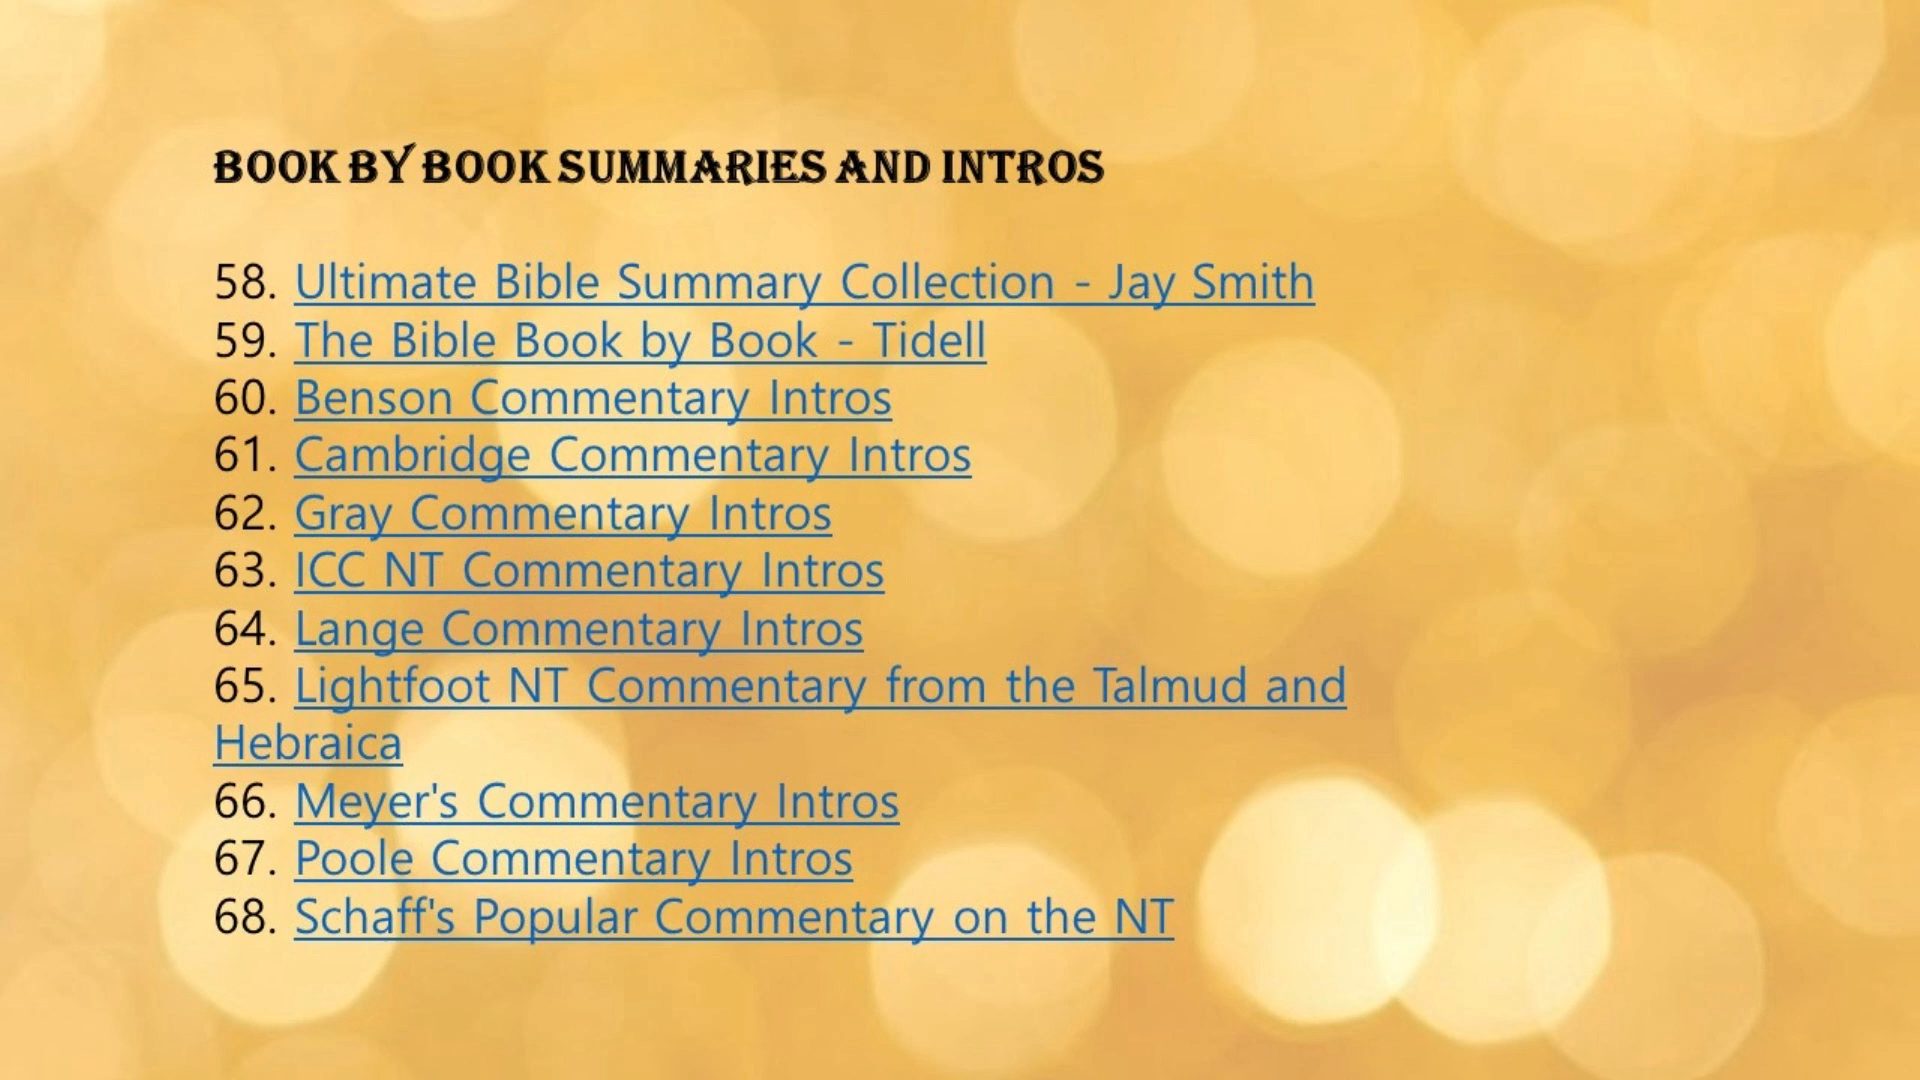 BOOK BY BOOK SUMMARIES AND INTROS
58. Ultimate Bible Summary Collection - Jay Smith
59. The Bible Book by Book - Tidell
60. Benson Commentary Intros
61. Cambridge Commentary Intros
62. Gray Commentary Intros
63. ICC NT Commentary Intros
64. Lange Commentary Intros
65. Lightfoot NT Commentary from the Talmud and
Hebraica
66. Meyer's Commentary Intros
67. Poole Commentary Intros
68. Schaff's Popular Commentary on the NT